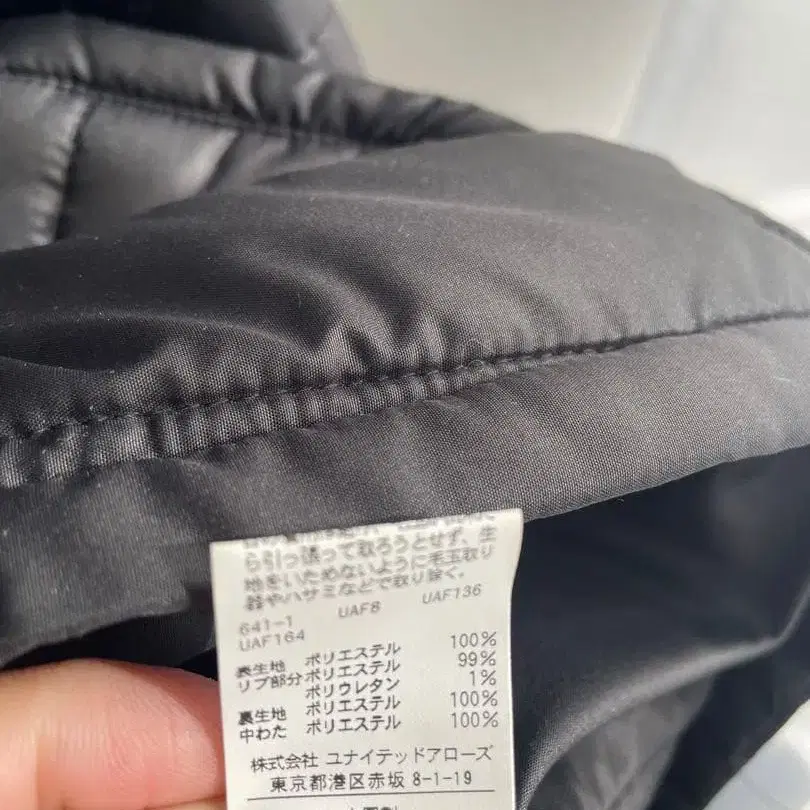 ら引っ張って取ろうとせず、生
地をいためないように毛玉取り
器やハサミなどで取り除く。
641-1 UAF8 UAF136
UAF164
表生地 ポリエステル 100%
リブ部分 ポリエステル 99%
ポリウレタン 1%
裏生地 ポリエステル 100%
中わた ポリエステル 100%
株式会社 ユナイテッドアローズ
東京都港区赤坂 8-1-19